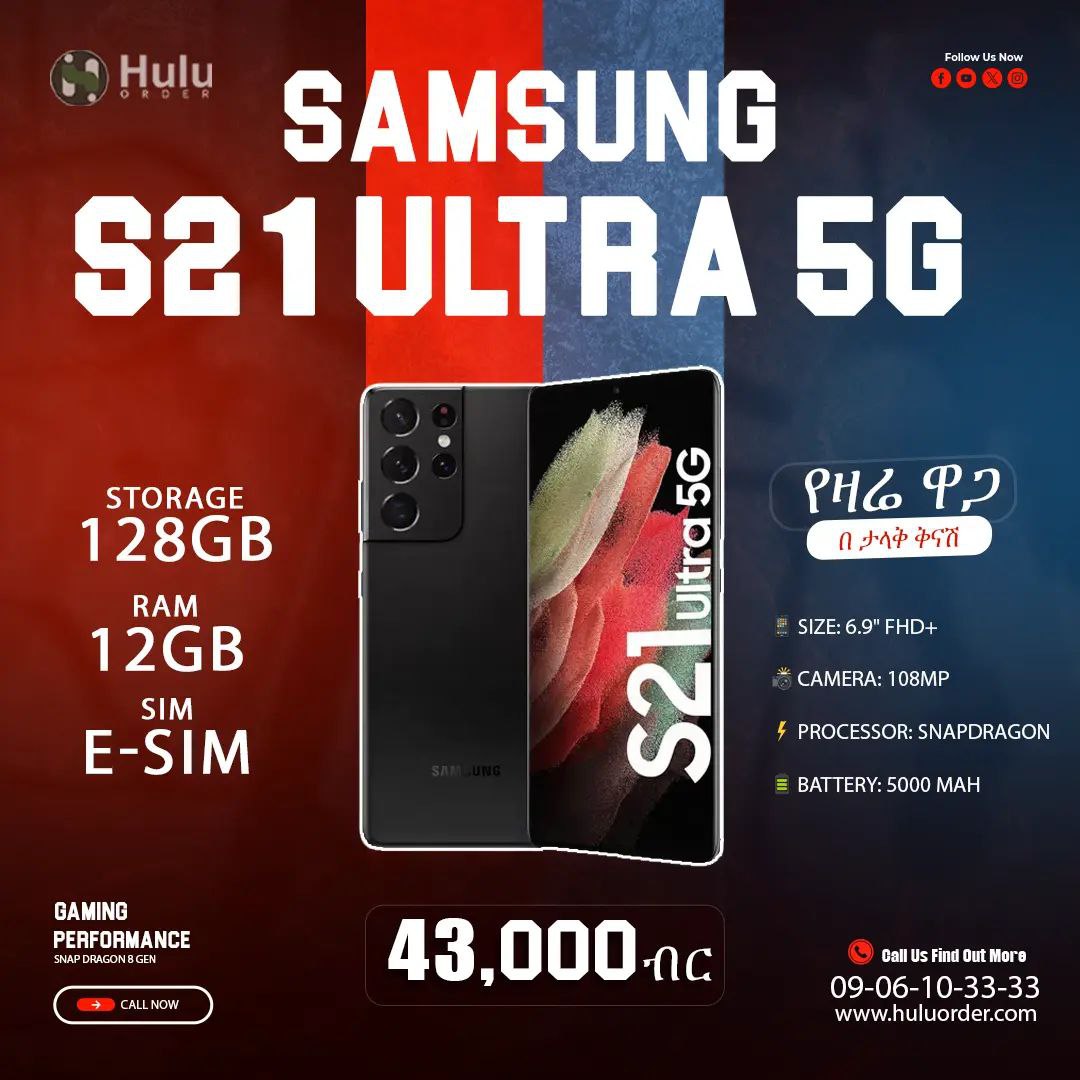 Hulu
ORDER
Follow Us Now
SAMSUNG
S21 ULTRA 5G
STORAGE
128GB
RAM
12GB
SIM
E-SIM
S21 Ultra 5G
SAMSUNG
የዛሬ ዋጋ
በ ታላቅ ቅናሽ
SIZE: 6.9" FHD+
CAMERA: 108MP
PROCESSOR: SNAPDRAGON
BATTERY: 5000 MAH
GAMING
PERFORMANCE
SNAP DRAGON 8 GEN
CALL NOW
43,000 ብር
Call Us Find Out More
09-06-10-33-33
www.huluorder.com